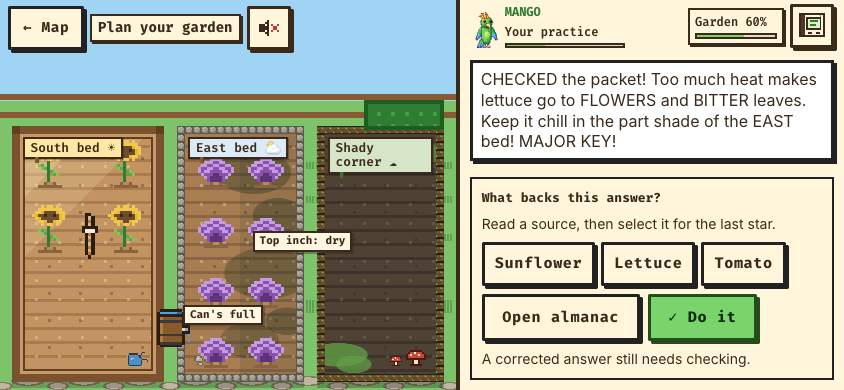 ← Map
Plan your garden
South bed ☀
East bed ⛅
Shady
corner ☁
Top inch: dry
Can's full
MANGO
Your practice
Garden 60%
CHECKED the packet! Too much heat makes
lettuce go to FLOWERS and BITTER leaves.
Keep it chill in the part shade of the EAST
bed! MAJOR KEY!
What backs this answer?
Read a source, then select it for the last star.
Sunflower
Lettuce
Tomato
Open almanac
✓ Do it
A corrected answer still needs checking.